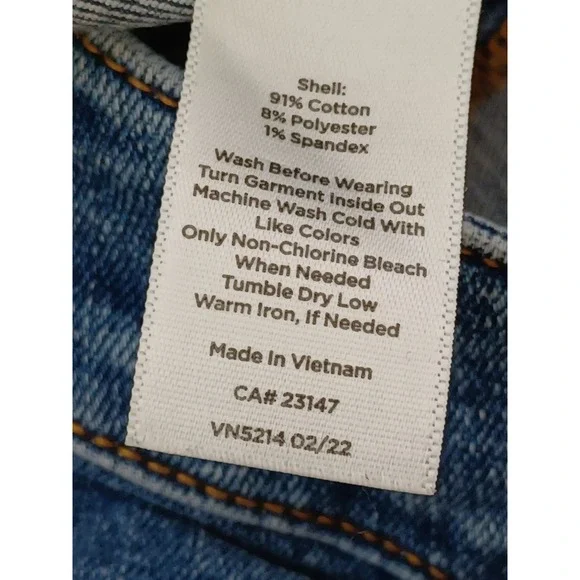 Shell:
91% Cotton
8% Polyester
1% Spandex
Wash Before Wearing
Turn Garment Inside Out
Machine Wash Cold With
Like Colors
Only Non-Chlorine Bleach
When Needed
Tumble Dry Low
Warm Iron, If Needed
Made In Vietnam
CA# 23147
VN5214 02/22